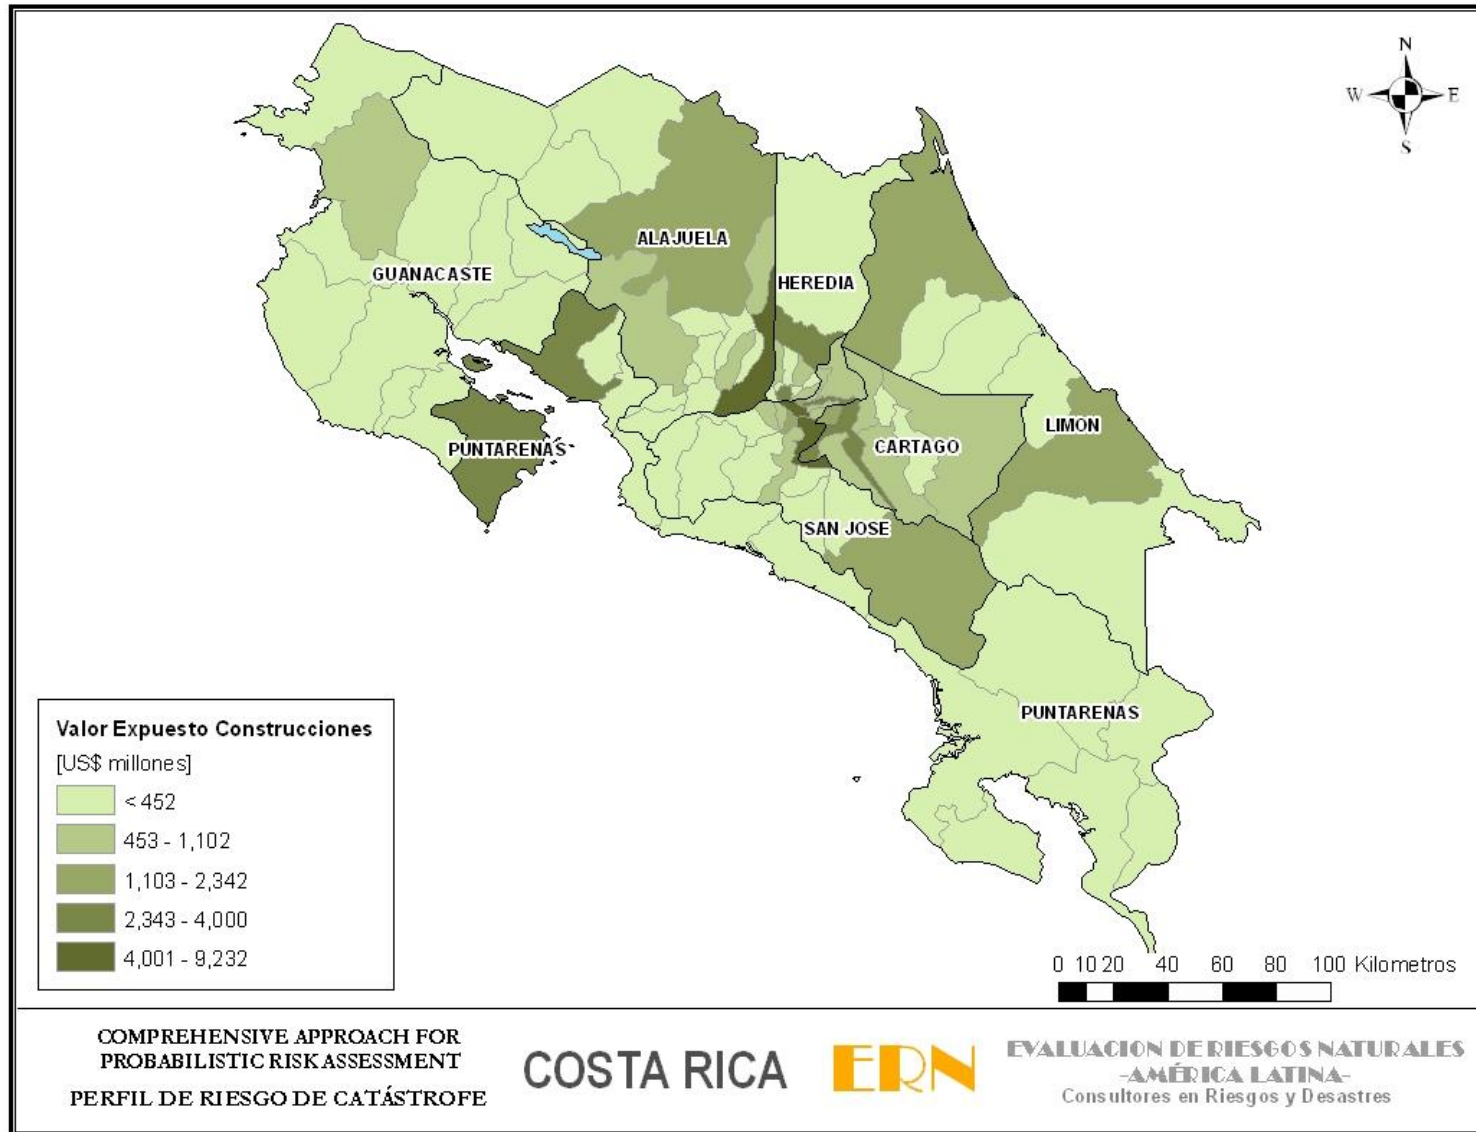 N
W E
S
ALAJUELA
HEREDIA
GUANACASTE
LIMON
PUNTARENAS
CARTAGO
SAN JOSE
PUNTARENAS
Valor Expuesto Construcciones
[US$ millones]
< 452
453 - 1,102
1,103 - 2,342
2,343 - 4,000
4,001 - 9,232
0 10 20 40 60 80 100 Kilometros
COMPREHENSIVE APPROACH FOR
PROBABILISTIC RISK ASSESSMENT
PERFIL DE RIESGO DE CATÁSTROFE
COSTA RICA
ERN
EVALUACION DE RIESGOS NATURALES
-AMÉRICA LATINA-
Consultores en Riesgos y Desastres